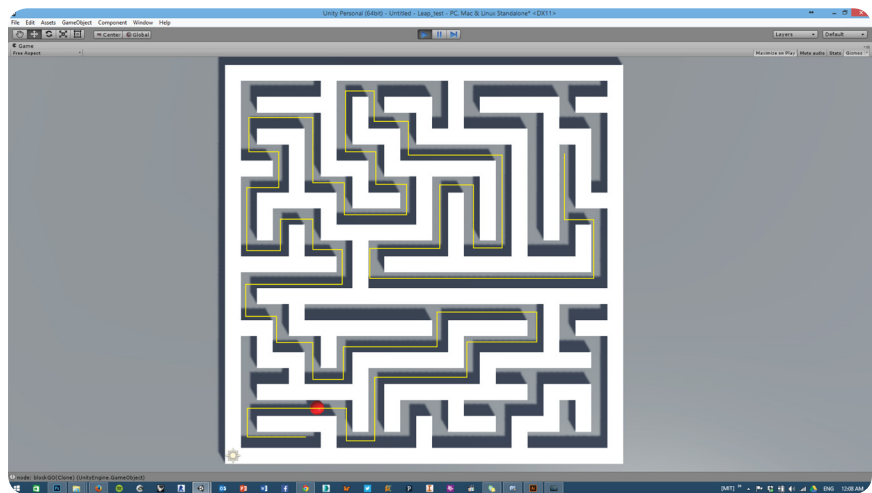 Unity Personal (64bit) - Untitled - Leap_test - PC, Mac & Linux Standalone* <DX11>
File Edit Assets GameObject Component Window Help
Center Global Layers Default
Game
Free Aspect Maximize on Play Mute audio Stats Gizmos
node: blockGO(Clone) (UnityEngine.GameObject)
[MIT] ENG 12:08 AM